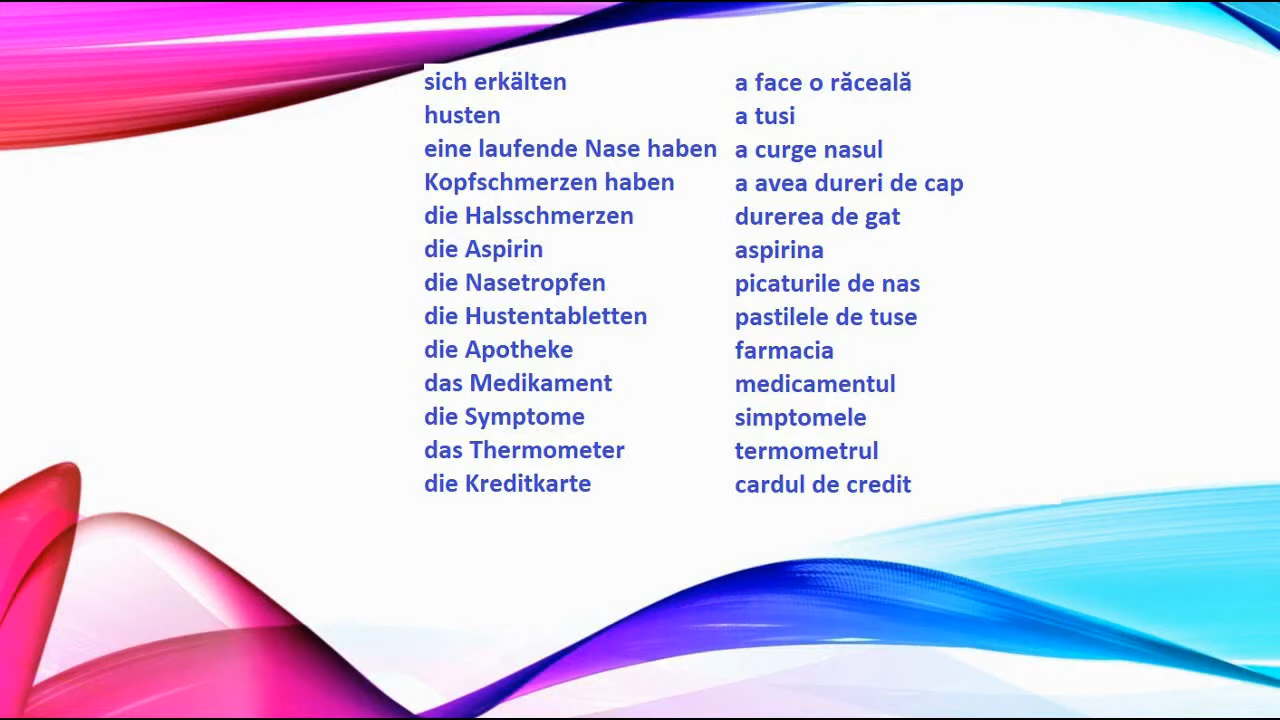 sich erkälten a face o răceală
husten a tusi
eine laufende Nase haben a curge nasul
Kopfschmerzen haben a avea dureri de cap
die Halsschmerzen durerea de gat
die Aspirin aspirina
die Nasetropfen picaturile de nas
die Hustentabletten pastilele de tuse
die Apotheke farmacia
das Medikament medicamentul
die Symptome simptomele
das Thermometer termometrul
die Kreditkarte cardul de credit